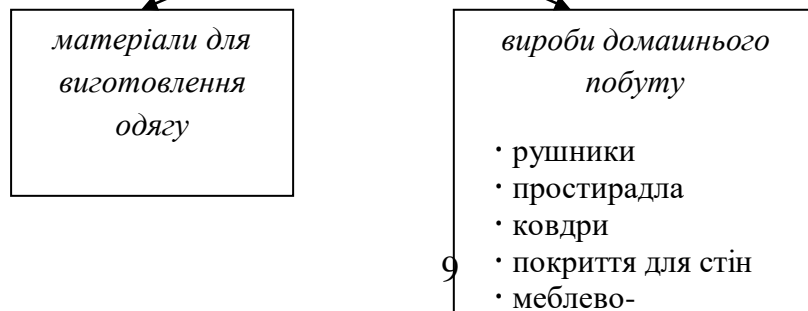 матеріали для
виготовлення
одягу
вироби домашнього
побуту
· рушники
· простирадла
· ковдри
· покриття для стін
· меблево-
9